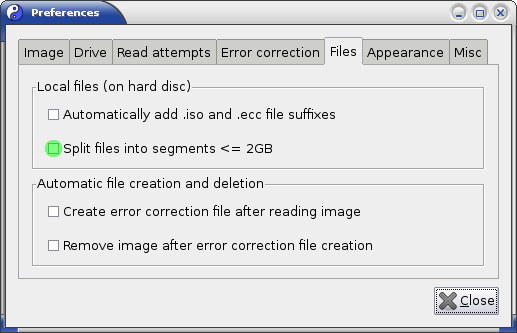 Preferences
Image Drive Read attempts Error correction Files Appearance Misc
Local files (on hard disc)
Automatically add .iso and .ecc file suffixes
Split files into segments <= 2GB
Automatic file creation and deletion
Create error correction file after reading image
Remove image after error correction file creation
Close